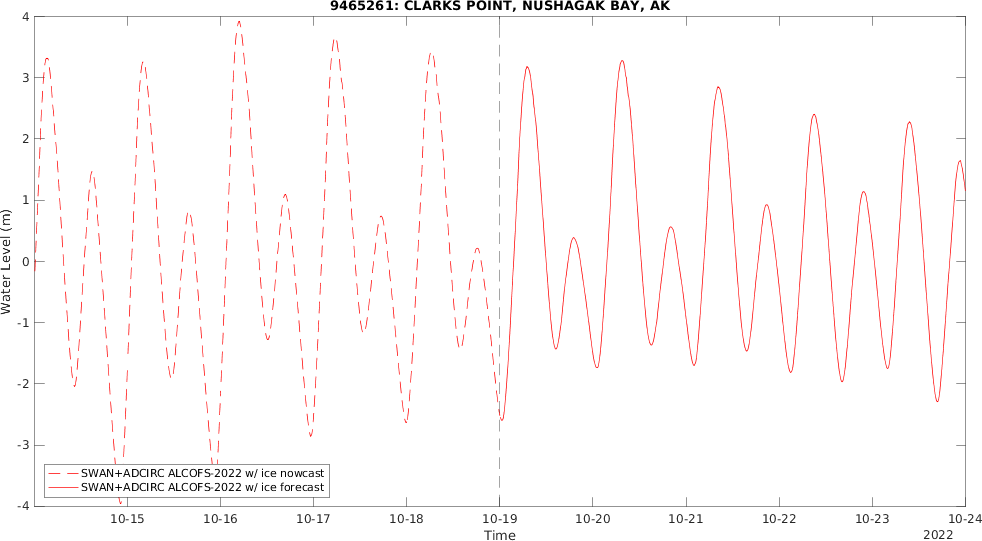 9465261: CLARKS POINT, NUSHAGAK BAY, AK
4
3
2
1
0
-1
-2
-3
-4
Water Level (m)
SWAN+ADCIRC ALCOFS-2022 w/ ice nowcast
SWAN+ADCIRC ALCOFS-2022 w/ ice forecast
10-15 10-16 10-17 10-18 10-19 10-20 10-21 10-22 10-23 10-24
Time
2022